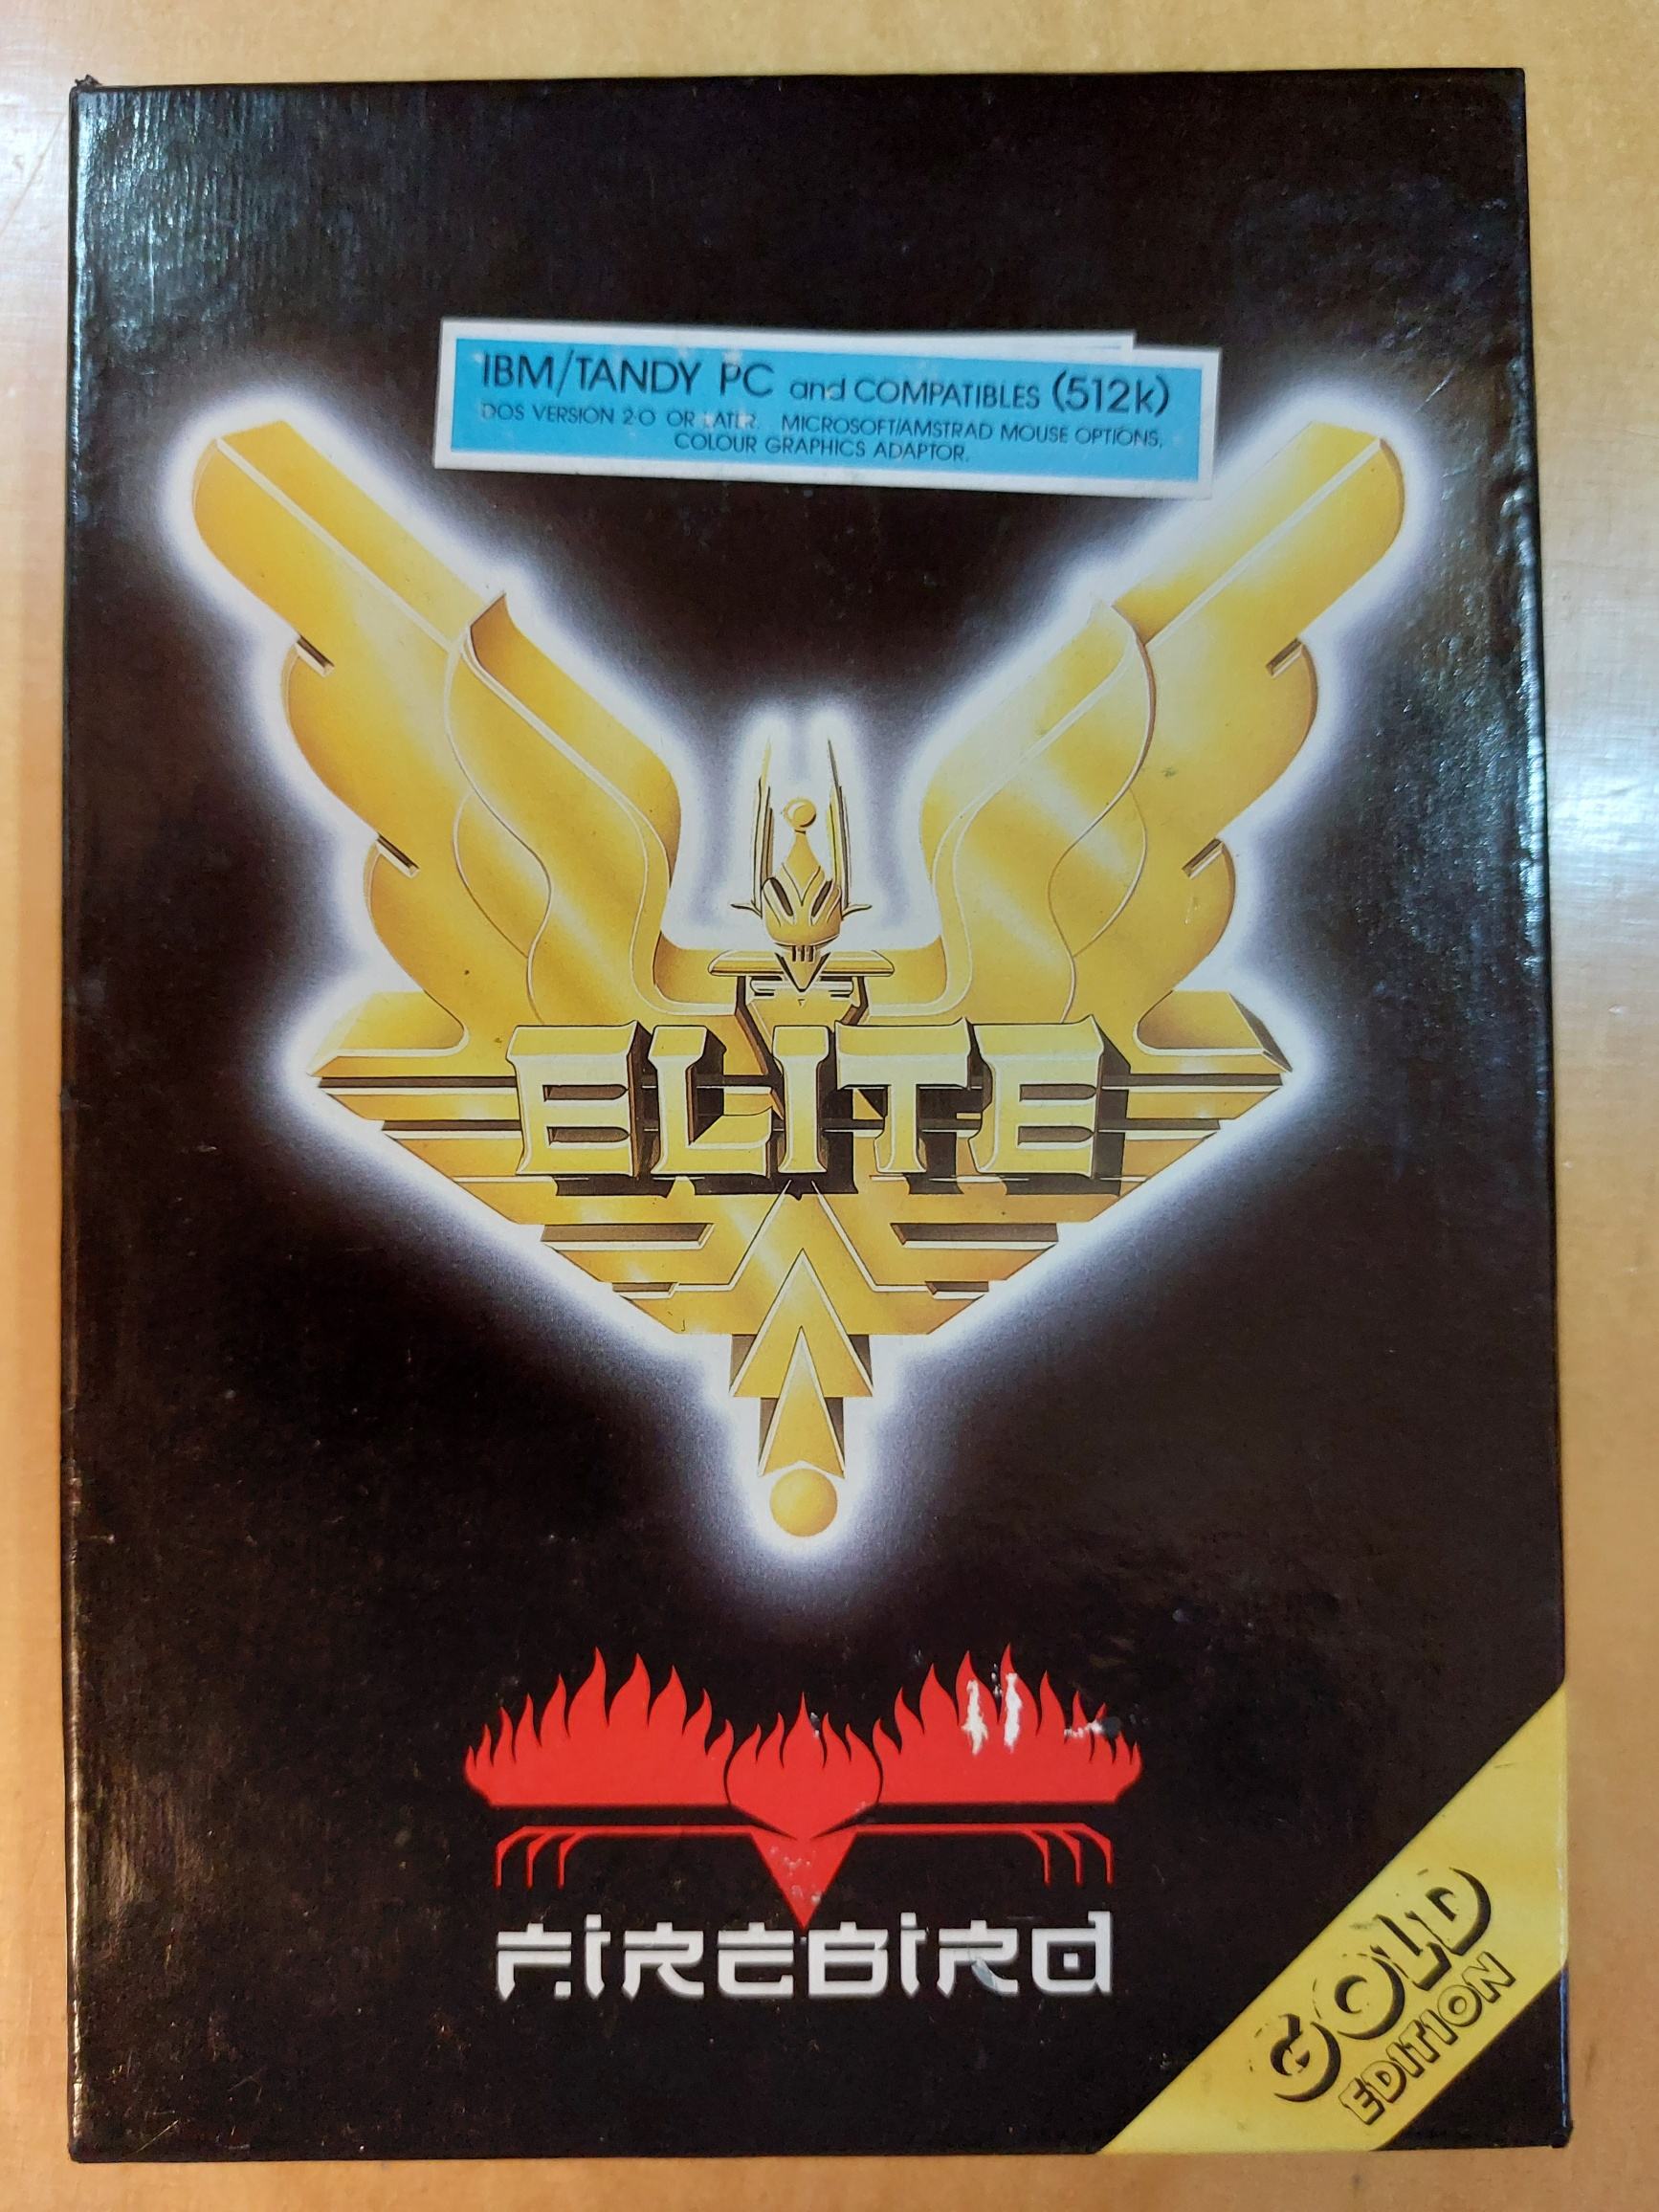 IBM/TANDY PC and COMPATIBLES (512k)
DOS VERSION 2·0 OR LATER. MICROSOFT/AMSTRAD MOUSE OPTIONS,
COLOUR GRAPHICS ADAPTOR.
ELITE
FIREBIRD
GOLD
EDITION